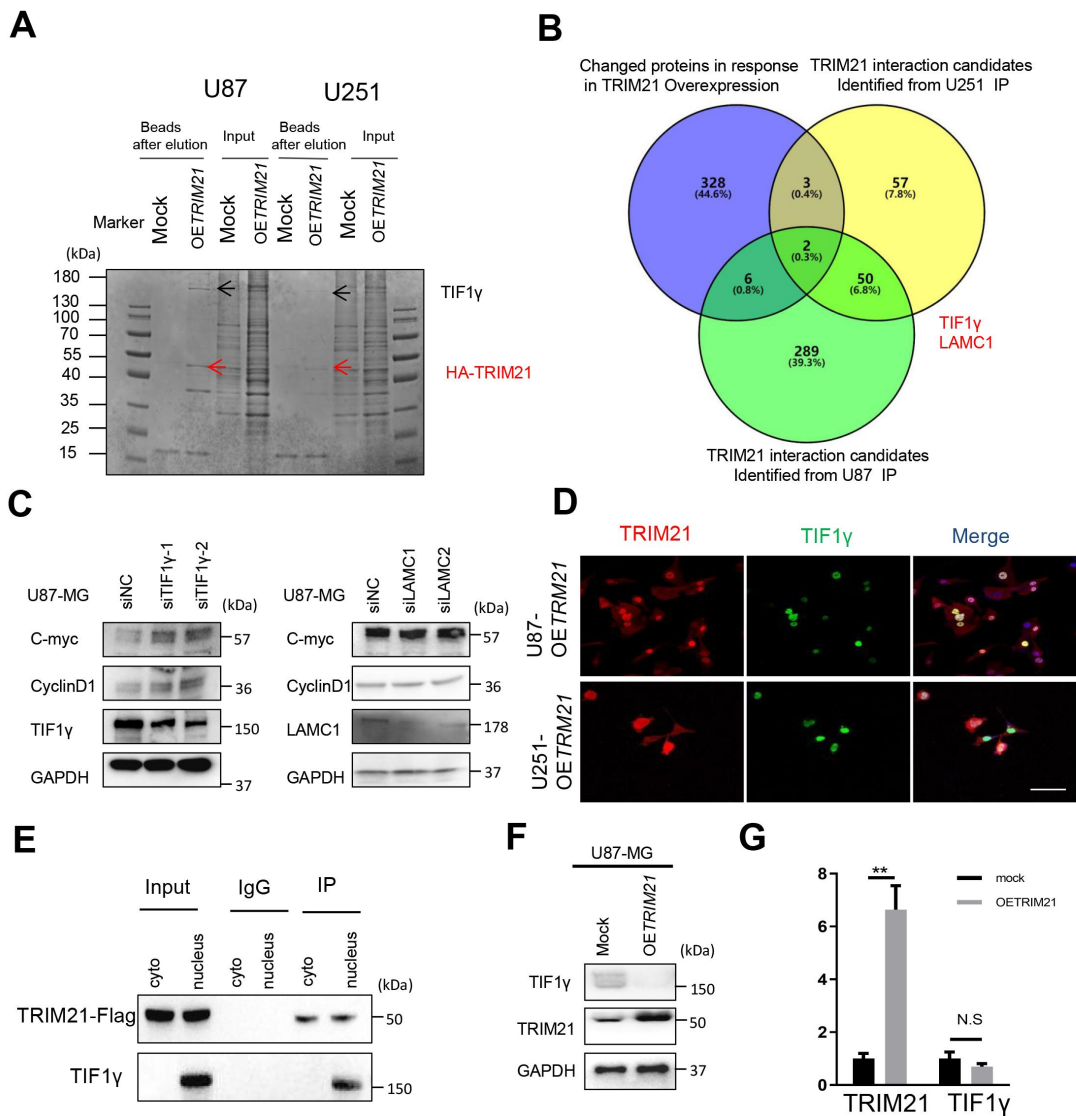 A
U87
U251
Beads after elution
Input
Beads after elution
Input
Marker
Mock
OETRIM21
Mock
OETRIM21
Mock
OETRIM21
Mock
OETRIM21
(kDa)
180
130
100
70
55
40
35
25
15
TIF1γ
HA-TRIM21
B
Changed proteins in response
in TRIM21 Overexpression
TRIM21 interaction candidates
Identified from U251 IP
328
(44.6%)
3
(0.4%)
57
(7.8%)
2
(0.3%)
6
(0.8%)
50
(6.8%)
289
(39.3%)
TIF1γ
LAMC1
TRIM21 interaction candidates
Identified from U87 IP
C
U87-MG
siNC
siTIF1γ-1
siTIF1γ-2
(kDa)
C-myc
57
CyclinD1
36
TIF1γ
150
GAPDH
37
U87-MG
siNC
siLAMC1
siLAMC2
(kDa)
C-myc
57
CyclinD1
36
LAMC1
178
GAPDH
37
D
TRIM21
TIF1γ
Merge
U87-
OETRM21
U251-
OETRIM21
E
Input
IgG
IP
cyto
nucleus
cyto
nucleus
cyto
nucleus
(kDa)
TRIM21-Flag
50
TIF1γ
150
F
U87-MG
Mock
OETRIM21
(kDa)
TIF1γ
150
TRIM21
50
GAPDH
37
G
8
6
4
2
0
**
N.S
mock
OETRIM21
TRIM21
TIF1γ